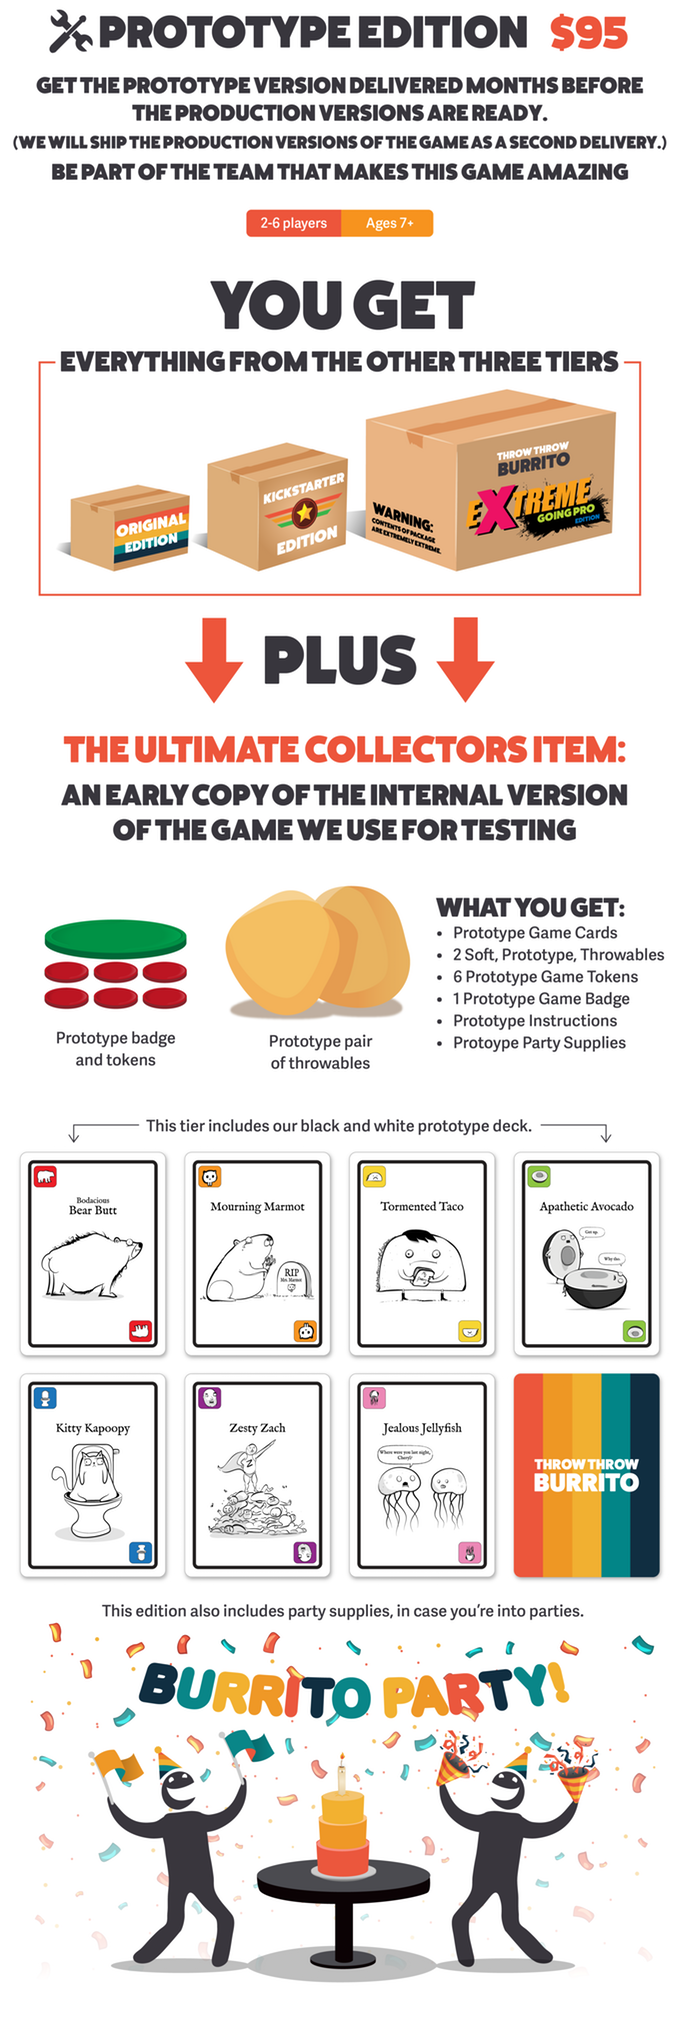 PROTOTYPE EDITION $95
GET THE PROTOTYPE VERSION DELIVERED MONTHS BEFORE
THE PRODUCTION VERSIONS ARE READY.
(WE WILL SHIP THE PRODUCTION VERSIONS OF THE GAME AS A SECOND DELIVERY.)
BE PART OF THE TEAM THAT MAKES THIS GAME AMAZING
2-6 players Ages 7+
YOU GET
EVERYTHING FROM THE OTHER THREE TIERS
ORIGINAL
EDITION
KICKSTARTER
EDITION
WARNING:
CONTENTS OF PACKAGE
ARE EXTREMELY EXTREME.
THROW THROW
BURRITO
EXTREME
GOING PRO
EDITION
PLUS
THE ULTIMATE COLLECTORS ITEM:
AN EARLY COPY OF THE INTERNAL VERSION
OF THE GAME WE USE FOR TESTING
Prototype badge
and tokens
Prototype pair
of throwables
WHAT YOU GET:
• Prototype Game Cards
• 2 Soft, Prototype, Throwables
• 6 Prototype Game Tokens
• 1 Prototype Game Badge
• Prototype Instructions
• Protoype Party Supplies
This tier includes our black and white prototype deck.
Bodacious
Bear Butt
Mourning Marmot
RIP
Mrs. Marmot
Tormented Taco
Apathetic Avocado
Get up.
Why tho.
Kitty Kapoopy
Zesty Zach
Z
Jealous Jellyfish
Where were you last night,
Cheryl?
THROW THROW
BURRITO
This edition also includes party supplies, in case you're into parties.
BURRITO PARTY!